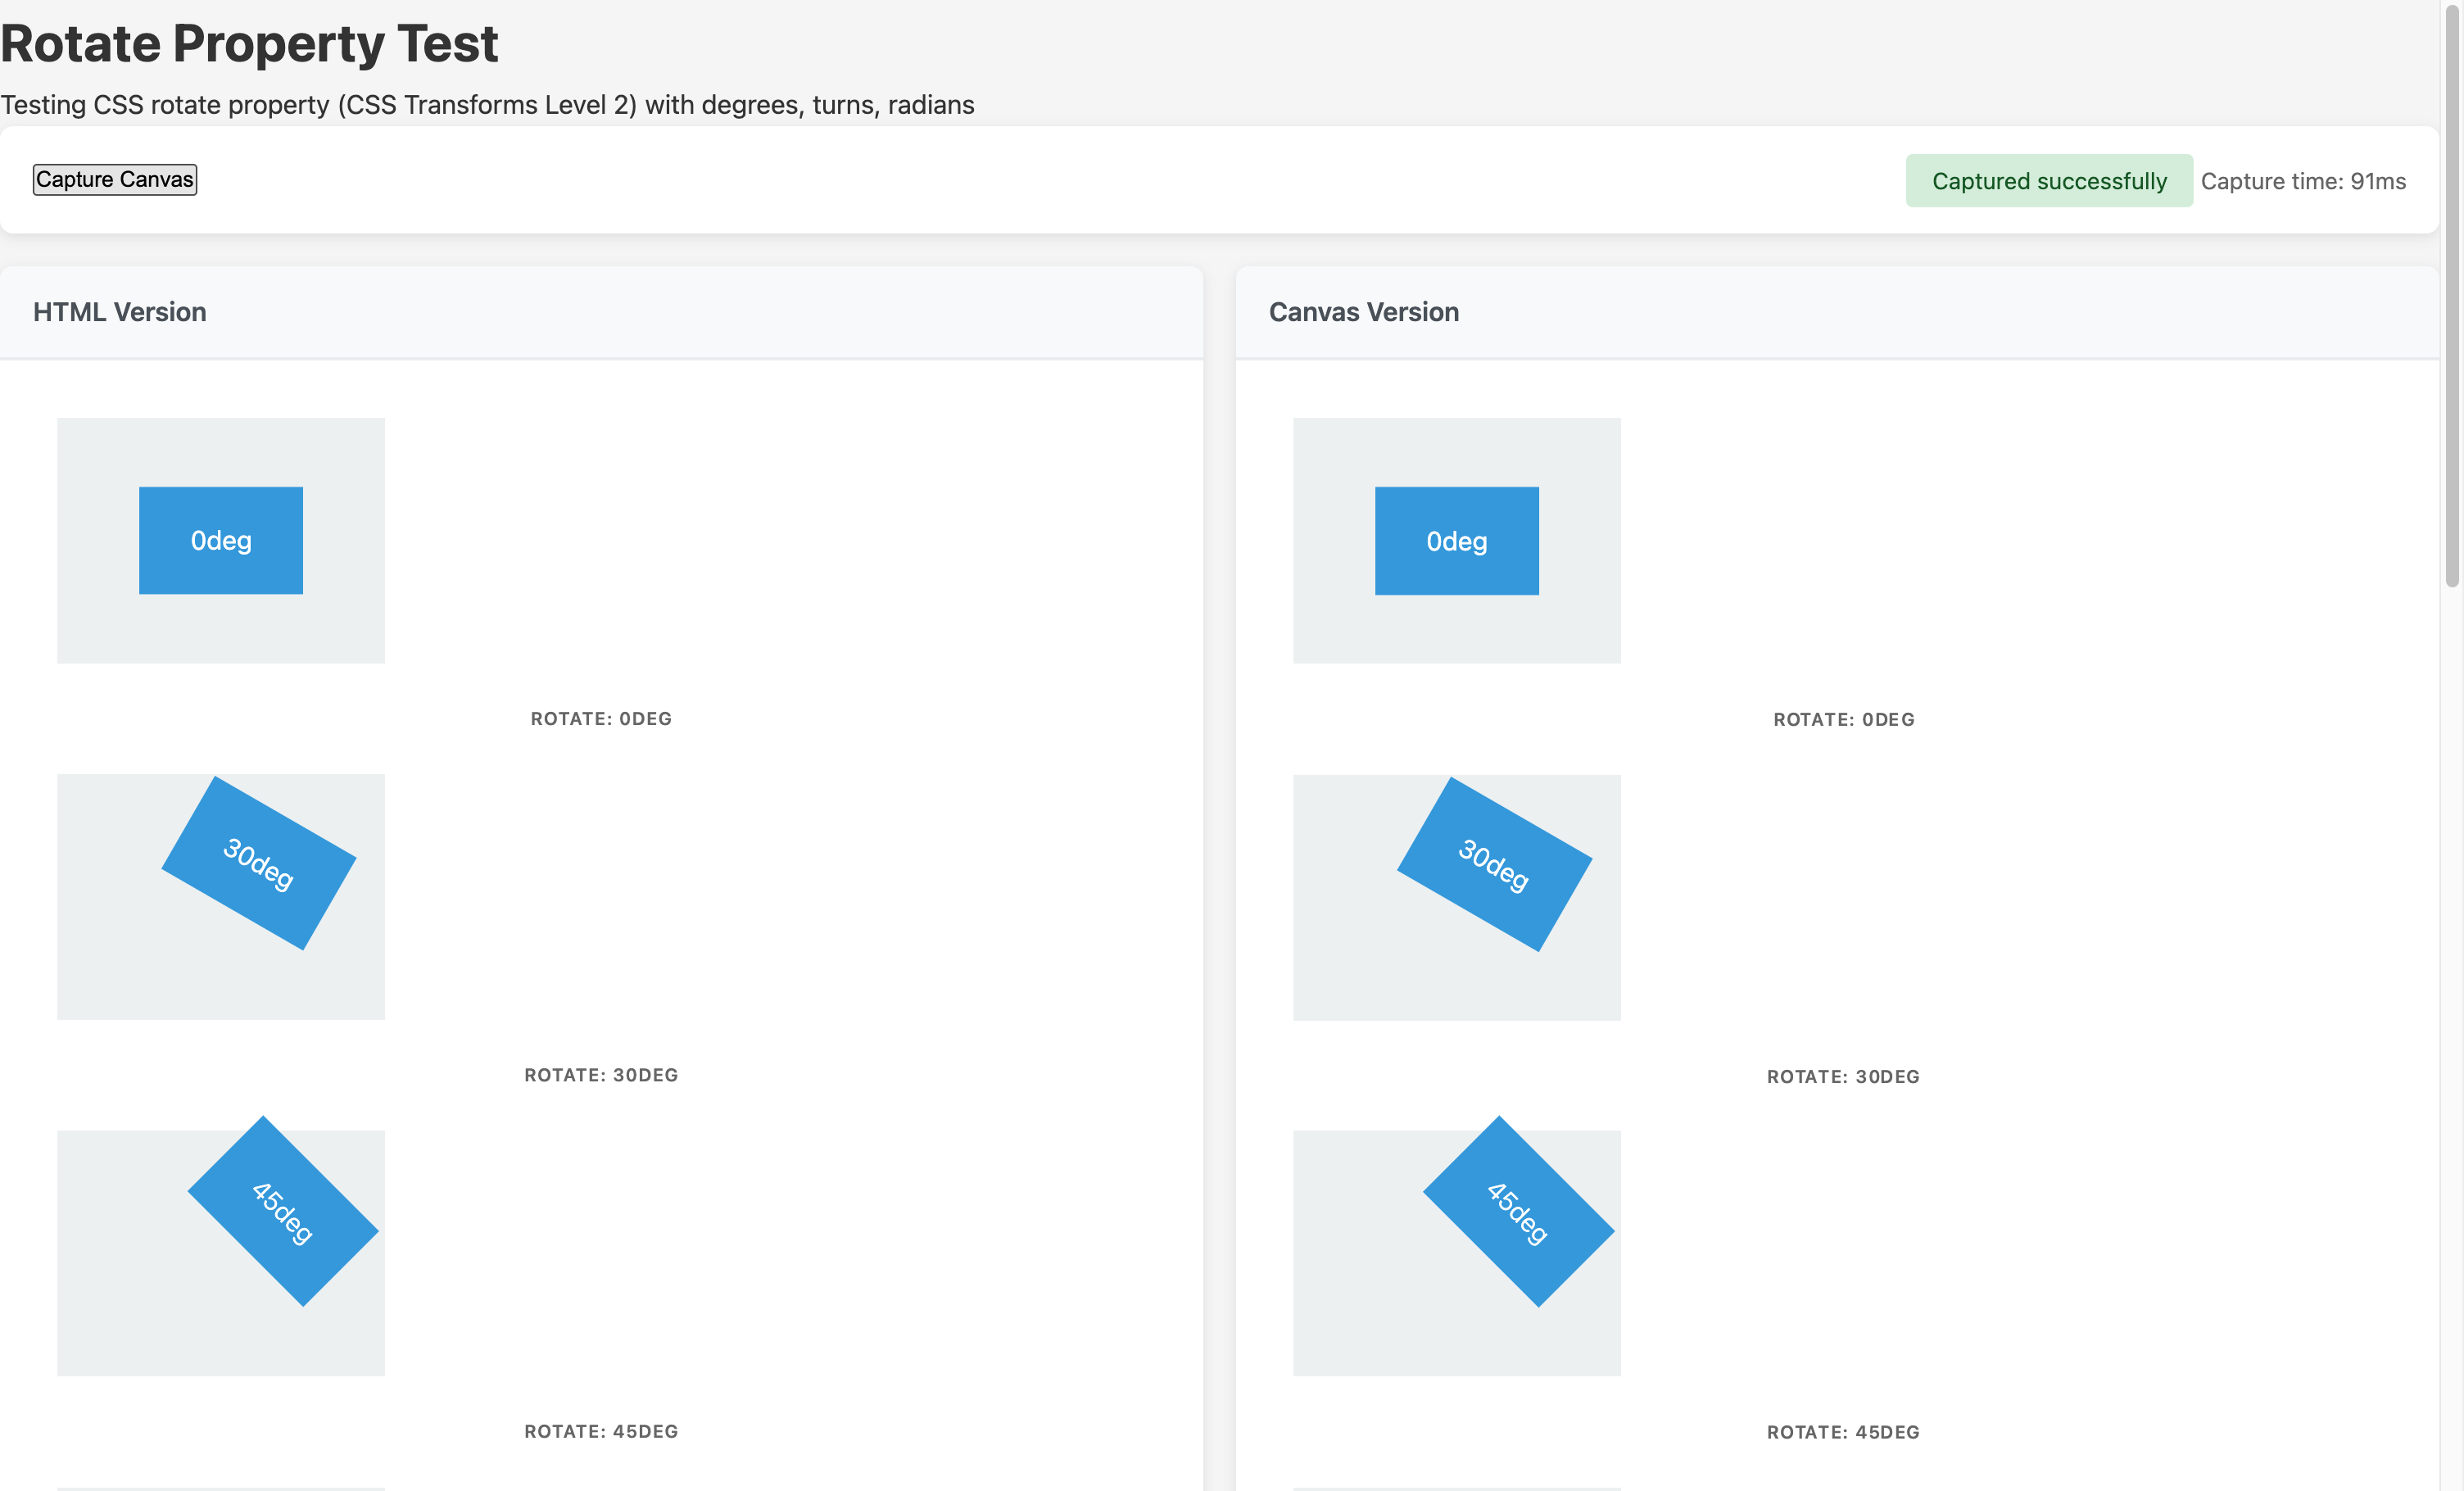 Rotate Property Test
Testing CSS rotate property (CSS Transforms Level 2) with degrees, turns, radians
Capture Canvas
Captured successfully Capture time: 91ms
HTML Version
0deg
ROTATE: 0DEG
30deg
ROTATE: 30DEG
45deg
ROTATE: 45DEG
Canvas Version
0deg
ROTATE: 0DEG
30deg
ROTATE: 30DEG
45deg
ROTATE: 45DEG